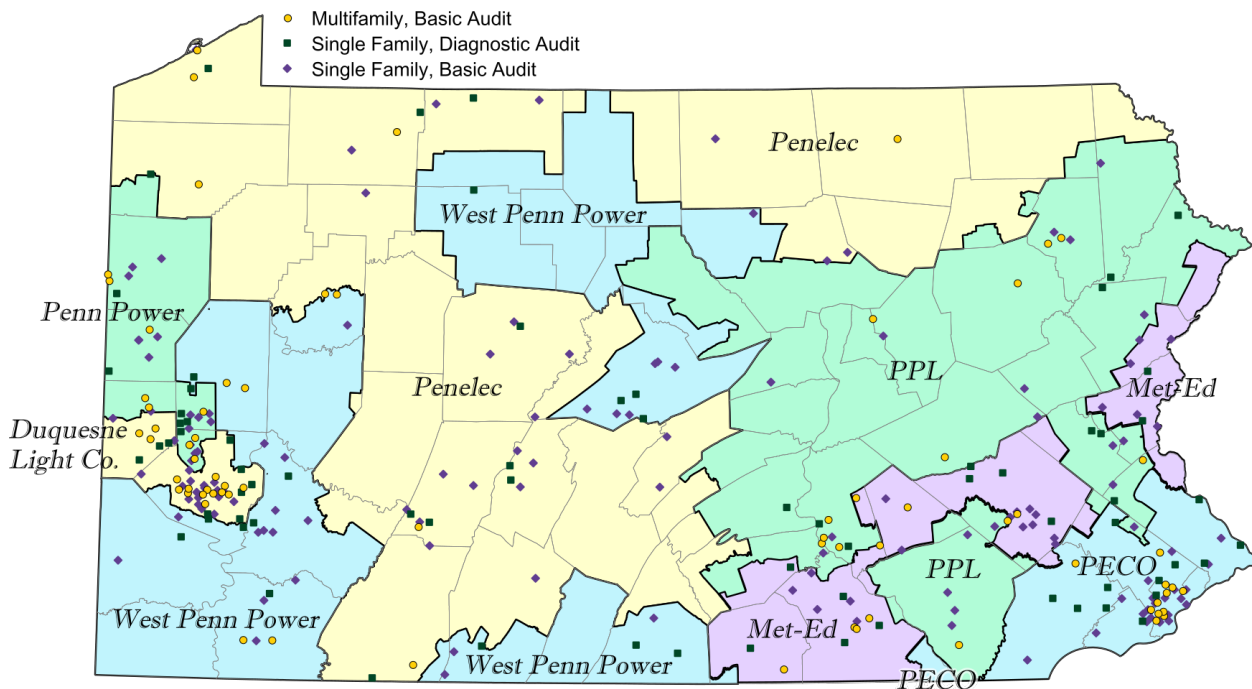 Multifamily, Basic Audit
Single Family, Diagnostic Audit
Single Family, Basic Audit
Penelec
West Penn Power
Penn Power
PPL
Penelec
Met-Ed
Duquesne
Light Co.
PPL
PECO
West Penn Power
Met-Ed
West Penn Power
PECO